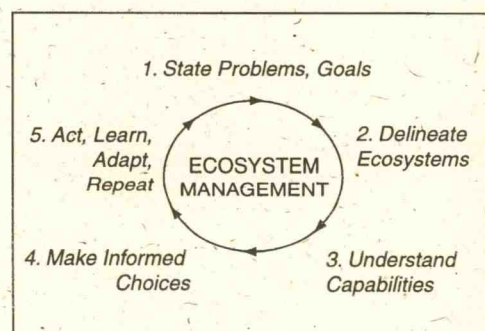 1. State Problems, Goals
2. Delineate
Ecosystems
3. Understand
Capabilities
4. Make Informed
Choices
5. Act, Learn,
Adapt,
Repeat
ECOSYSTEM
MANAGEMENT